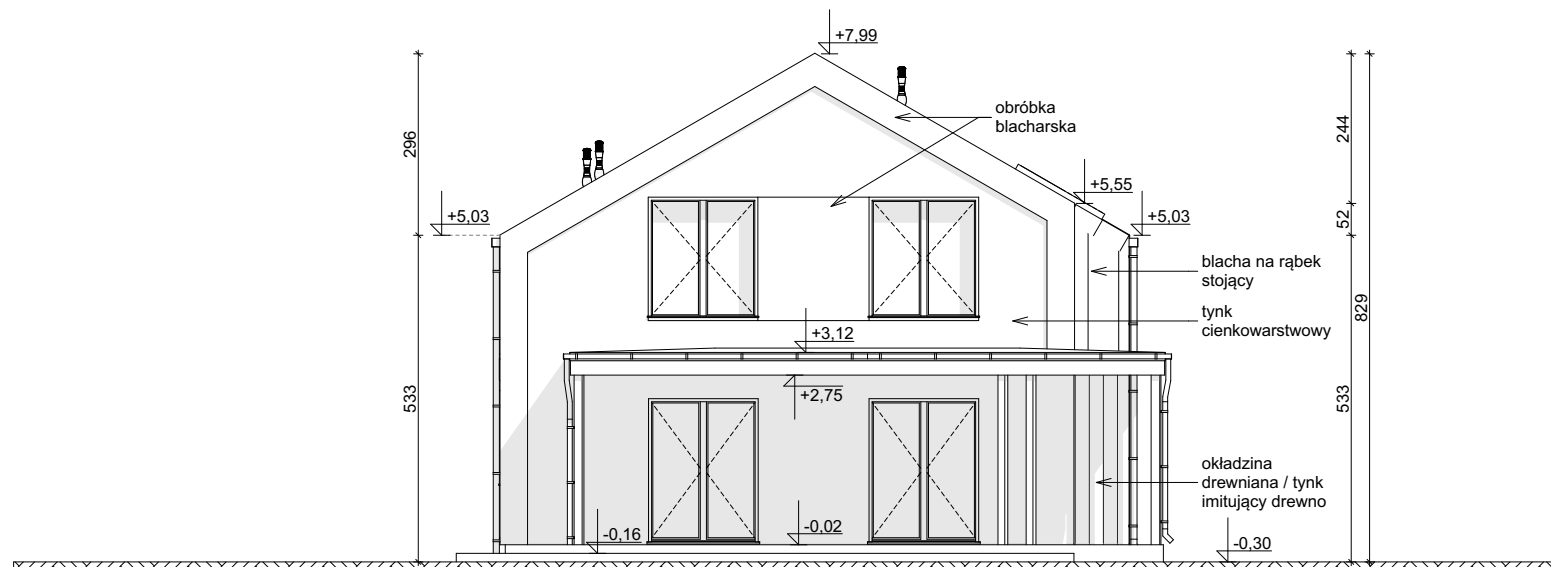 +7,99
obróbka
blacharska
296
244
+5,55
+5,03
+5,03
52
blacha na rąbek
stojący
829
tynk
cienkowarstwowy
+3,12
+2,75
533
533
okładzina
drewniana / tynk
imitujący drewno
-0,16
-0,02
-0,30